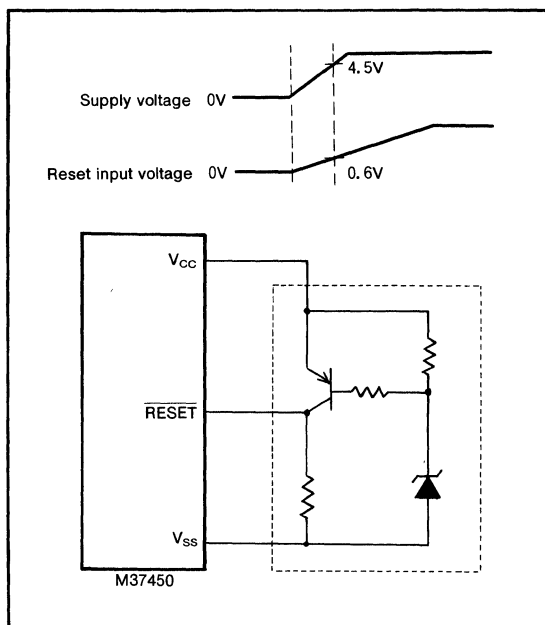 4.5V
Supply voltage 0V
Reset input voltage 0V
0.6V
VCC
RESET
VSS
M37450